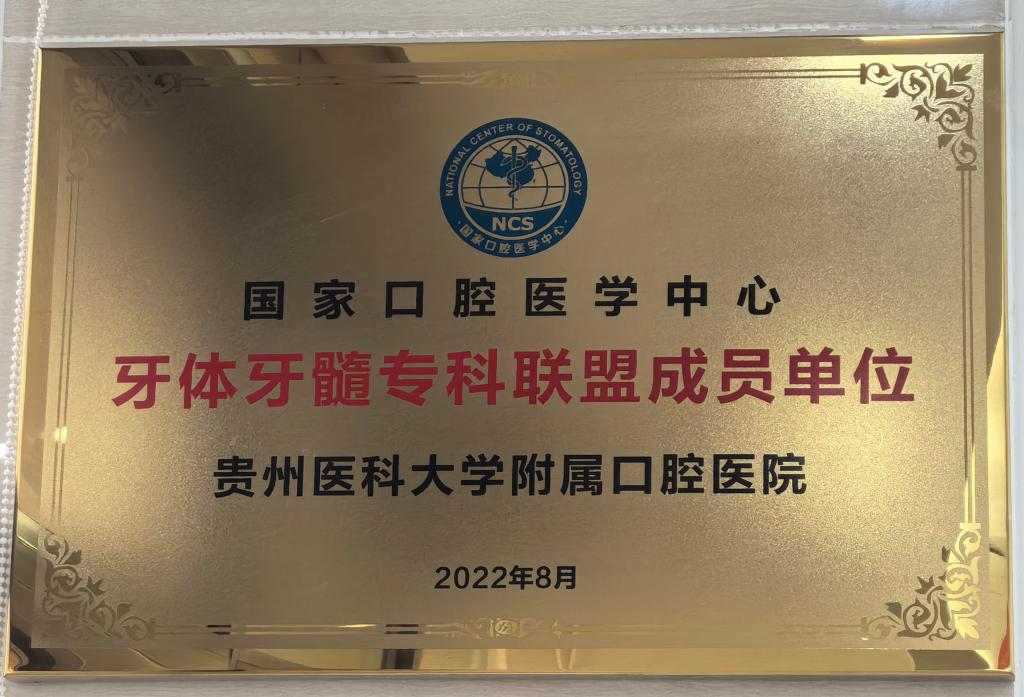 NATIONAL CENTER OF STOMATOLOGY
NCS
·国家口腔医学中心·
国家口腔医学中心
牙体牙髓专科联盟成员单位
贵州医科大学附属口腔医院
2022年8月